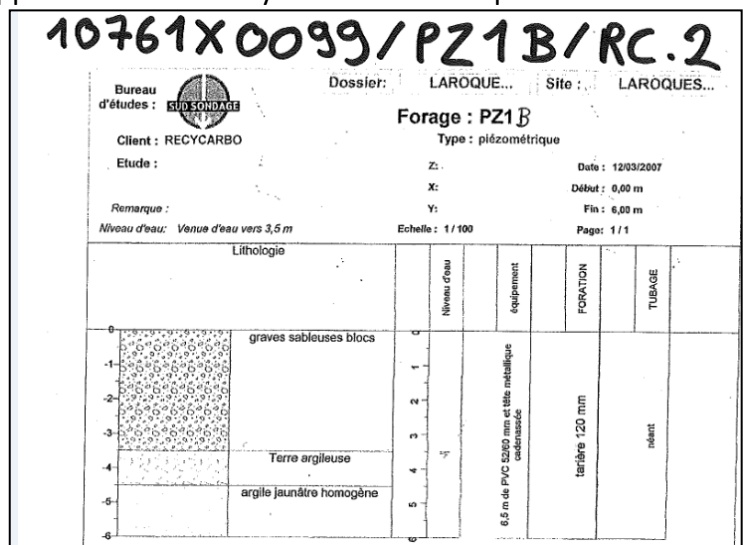 10761X0099/PZ1B/RC.2
Bureau d'études : SUD SONDAGE
Dossier: LAROQUE... Site : LAROQUES...
Forage : PZ1B
Client : RECYCARBO
Type : piézométrique
Etude :
Z: Date : 12/03/2007
X: Début : 0,00 m
Remarque : Y: Fin : 6,00 m
Niveau d'eau: Venue d'eau vers 3,5 m Echelle : 1/100 Page: 1/1
Lithologie
Niveau d'eau
équipement
FORATION
TUBAGE
0
graves sableuses blocs
0
-1
1
-2
2
-3
3
Terre argileuse
-4
4
argile jaunâtre homogène
-5
5
-6
6
6,5 m de PVC 52/60 mm et tête métallique
cadenassée
tarière 120 mm
néant